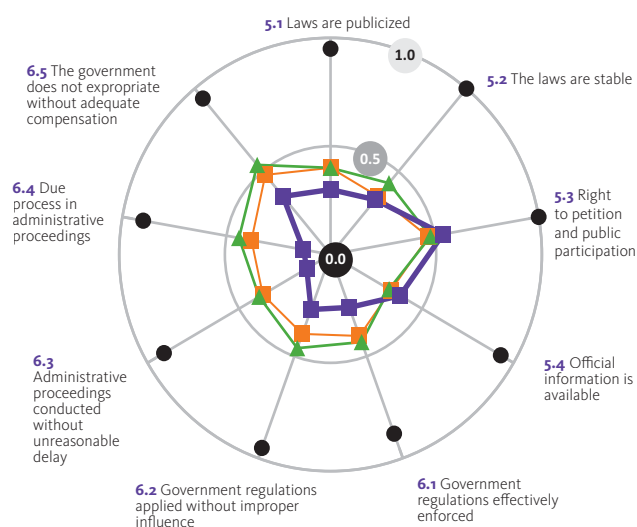 5.1 Laws are publicized
1.0
5.2 The laws are stable
0.5
5.3 Right
to petition
and public
participation
0.0
5.4 Official
information is
available
6.1 Government
regulations effectively
enforced
6.2 Government regulations
applied without improper
influence
6.3
Administrative
proceedings
conducted
without
unreasonable
delay
6.4 Due
process in
administrative
proceedings
6.5 The government
does not expropriate
without adequate
compensation